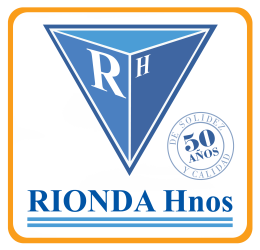 R H
DE SOLIDEZ
50
AÑOS
Y CALIDAD
RIONDA Hnos